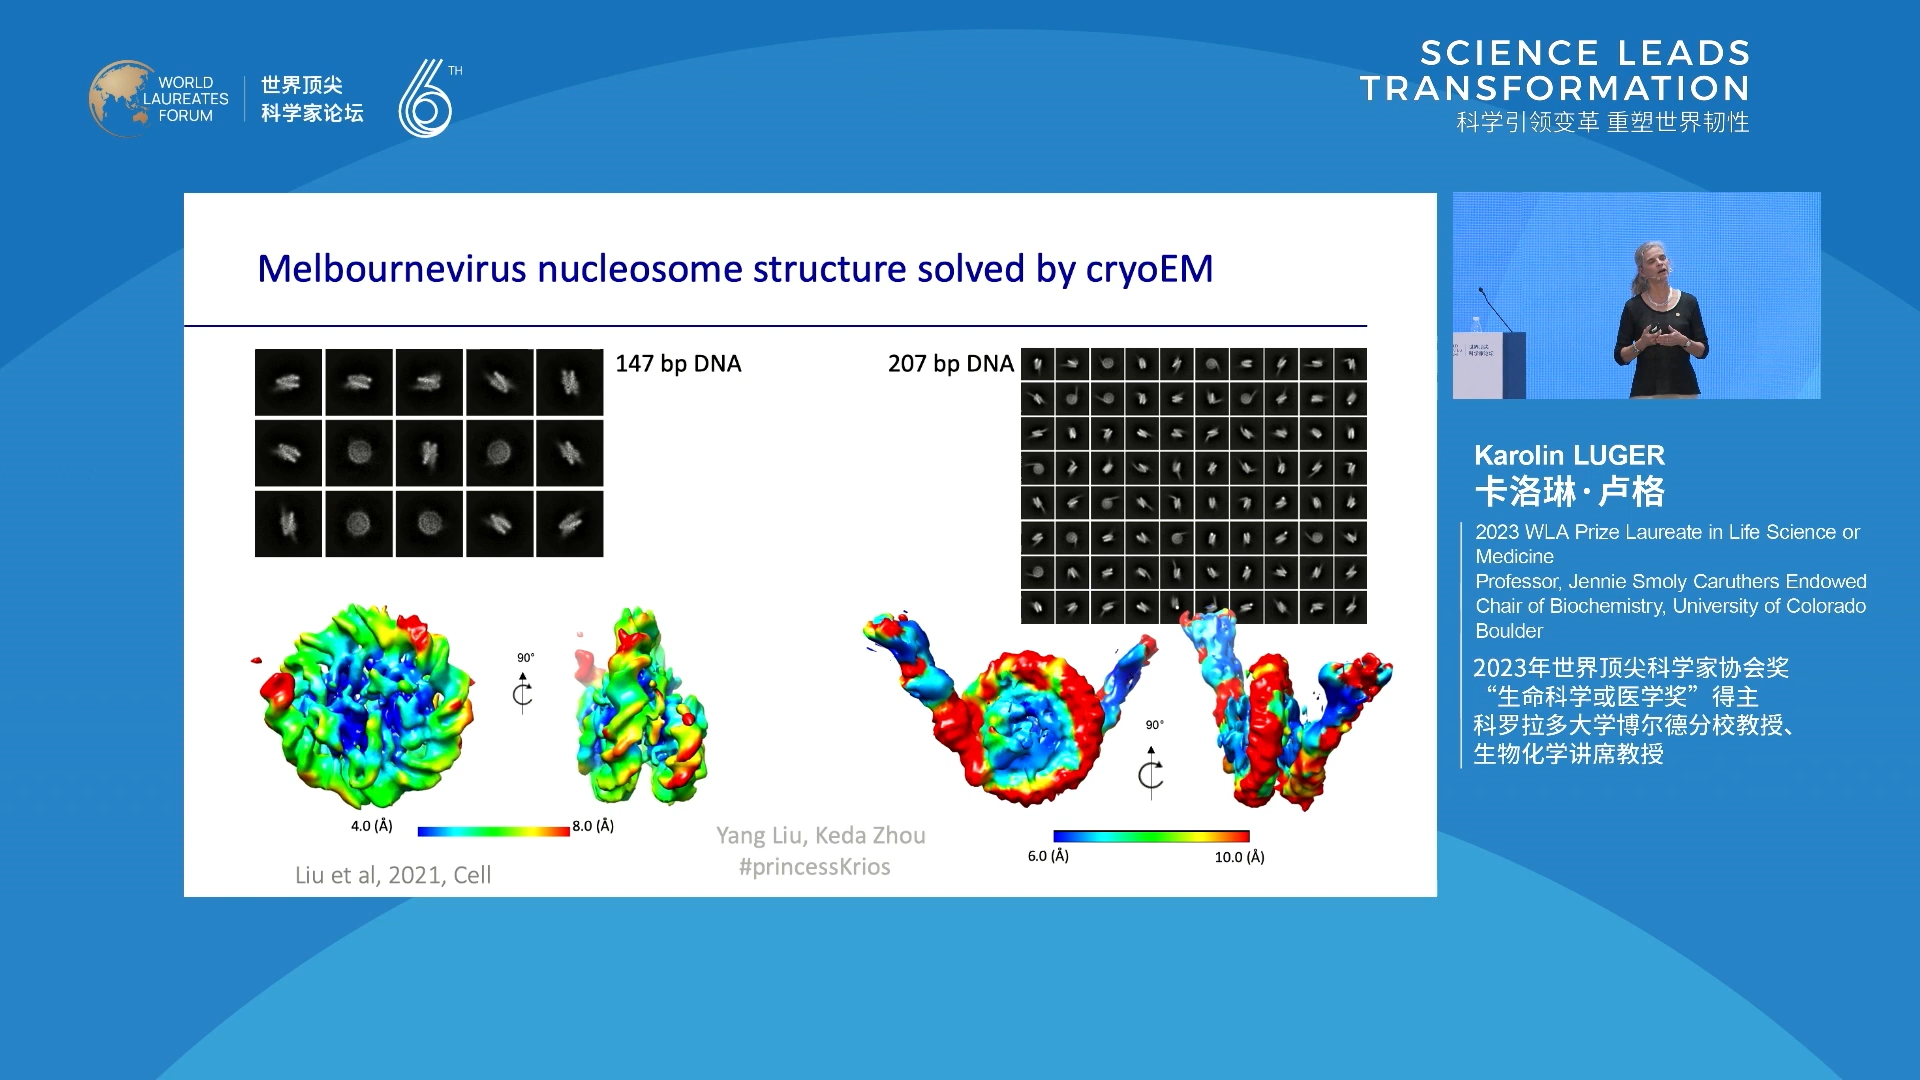 WORLD
LAUREATES
FORUM
世界顶尖
科学家论坛
6 TH
SCIENCE LEADS
TRANSFORMATION
科学引领变革 重塑世界韧性
Melbournevirus nucleosome structure solved by cryoEM
147 bp DNA
207 bp DNA
90°
90°
4.0 (Å)
8.0 (Å)
6.0 (Å)
10.0 (Å)
Yang Liu, Keda Zhou
#princessKrios
Liu et al, 2021, Cell
Karolin LUGER
卡洛琳·卢格
2023 WLA Prize Laureate in Life Science or
Medicine
Professor, Jennie Smoly Caruthers Endowed
Chair of Biochemistry, University of Colorado
Boulder
2023年世界顶尖科学家协会奖
“生命科学或医学奖”得主
科罗拉多大学博尔德分校教授、
生物化学讲席教授